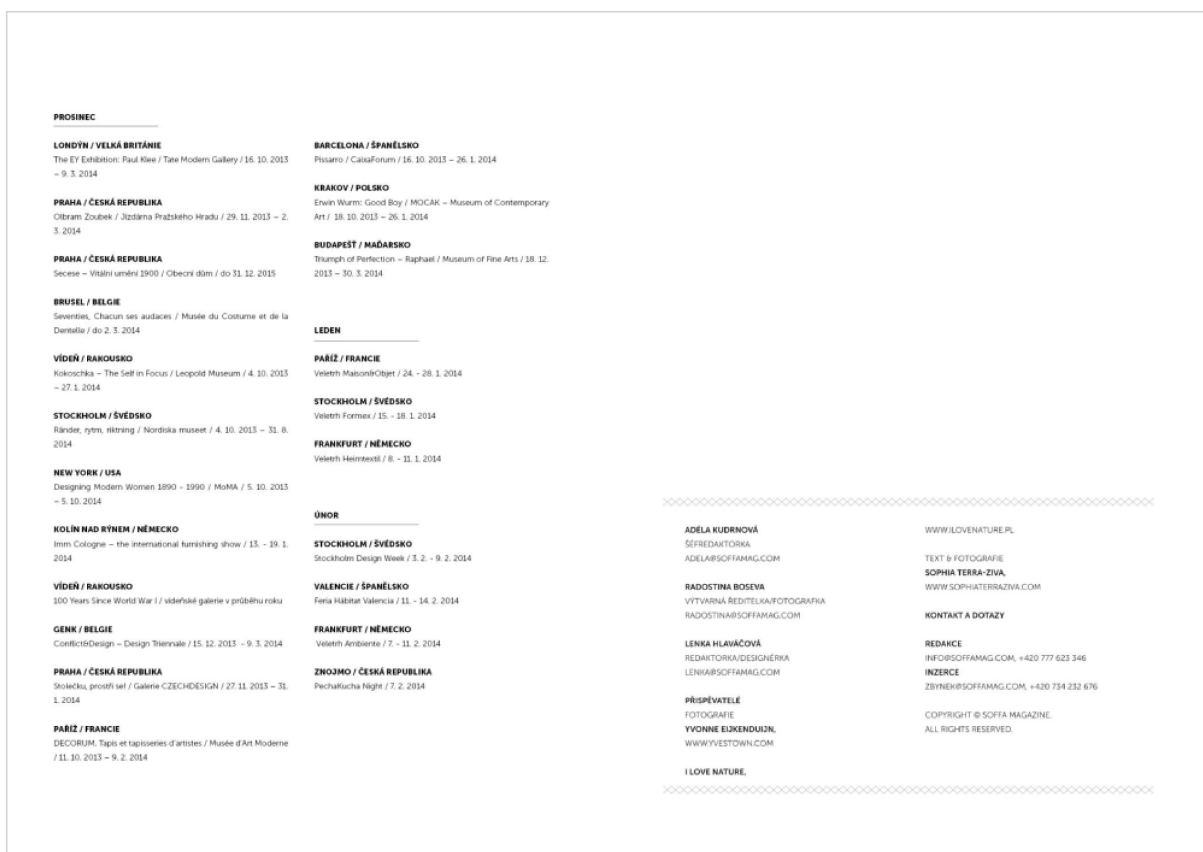 PROSINEC
LONDÝN / VELKÁ BRITÁNIE
The EY Exhibition: Paul Klee / Tate Modern Gallery / 16. 10. 2013
– 9. 3. 2014
PRAHA / ČESKÁ REPUBLIKA
Olbram Zoubek / Jízdárna Pražského Hradu / 29. 11. 2013 – 2.
3. 2014
PRAHA / ČESKÁ REPUBLIKA
Secese – Vitální umění 1900 / Obecní dům / do 31. 12. 2015
BRUSEL / BELGIE
Seventies, Chacun ses audaces / Musée du Costume et de la
Dentelle / do 2. 3. 2014
VÍDEŇ / RAKOUSKO
Kokoschka – The Self in Focus / Leopold Museum / 4. 10. 2013
– 27. 1. 2014
STOCKHOLM / ŠVÉDSKO
Ränder, rytm, riktning / Nordiska museet / 4. 10. 2013 – 31. 8.
2014
NEW YORK / USA
Designing Modern Women 1890 - 1990 / MoMA / 5. 10. 2013
– 5. 10. 2014
KOLÍN NAD RÝNEM / NĚMECKO
Imm Cologne – the international furnishing show / 13. - 19. 1.
2014
VÍDEŇ / RAKOUSKO
100 Years Since World War I / vídeňské galerie v průběhu roku
GENK / BELGIE
Conflict&Design – Design Triennale / 15. 12. 2013 - 9. 3. 2014
PRAHA / ČESKÁ REPUBLIKA
Stolečku, prostři se! / Galerie CZECHDESIGN / 27. 11. 2013 – 31.
1. 2014
PAŘÍŽ / FRANCIE
DECORUM. Tapis et tapisseries d'artistes / Musée d'Art Moderne
/ 11. 10. 2013 – 9. 2. 2014
BARCELONA / ŠPANĚLSKO
Pissarro / CaixaForum / 16. 10. 2013 – 26. 1. 2014
KRAKOV / POLSKO
Erwin Wurm: Good Boy / MOCAK – Museum of Contemporary
Art / 18. 10. 2013 – 26. 1. 2014
BUDAPEŠŤ / MAĎARSKO
Triumph of Perfection – Raphael / Museum of Fine Arts / 18. 12.
2013 – 30. 3. 2014
LEDEN
PAŘÍŽ / FRANCIE
Veletrh Maison&Objet / 24. - 28. 1. 2014
STOCKHOLM / ŠVÉDSKO
Veletrh Formex / 15. - 18. 1. 2014
FRANKFURT / NĚMECKO
Veletrh Heimtextil / 8. - 11. 1. 2014
ÚNOR
STOCKHOLM / ŠVÉDSKO
Stockholm Design Week / 3. 2. - 9. 2. 2014
VALENCIE / ŠPANĚLSKO
Feria Hábitat Valencia / 11. - 14. 2. 2014
FRANKFURT / NĚMECKO
Veletrh Ambiente / 7. - 11. 2. 2014
ZNOJMO / ČESKÁ REPUBLIKA
PechaKucha Night / 7. 2. 2014
ADÉLA KUDRNOVÁ
ŠÉFREDAKTORKA
ADELA@SOFFAMAG.COM
RADOSTINA BOSEVA
VÝTVARNÁ ŘEDITELKA/FOTOGRAFKA
RADOSTINA@SOFFAMAG.COM
LENKA HLAVÁČOVÁ
REDAKTORKA/DESIGNÉRKA
LENKA@SOFFAMAG.COM
PŘISPĚVATELÉ
FOTOGRAFIE
YVONNE EIJKENDUIJN,
WWW.YVESTOWN.COM
I LOVE NATURE,
WWW.ILOVENATURE.PL
TEXT & FOTOGRAFIE
SOPHIA TERRA-ZIVA,
WWW.SOPHIATERRAZIVA.COM
KONTAKT A DOTAZY
REDAKCE
INFO@SOFFAMAG.COM, +420 777 623 346
INZERCE
ZBYNEK@SOFFAMAG.COM, +420 734 232 676
COPYRIGHT © SOFFA MAGAZINE.
ALL RIGHTS RESERVED.